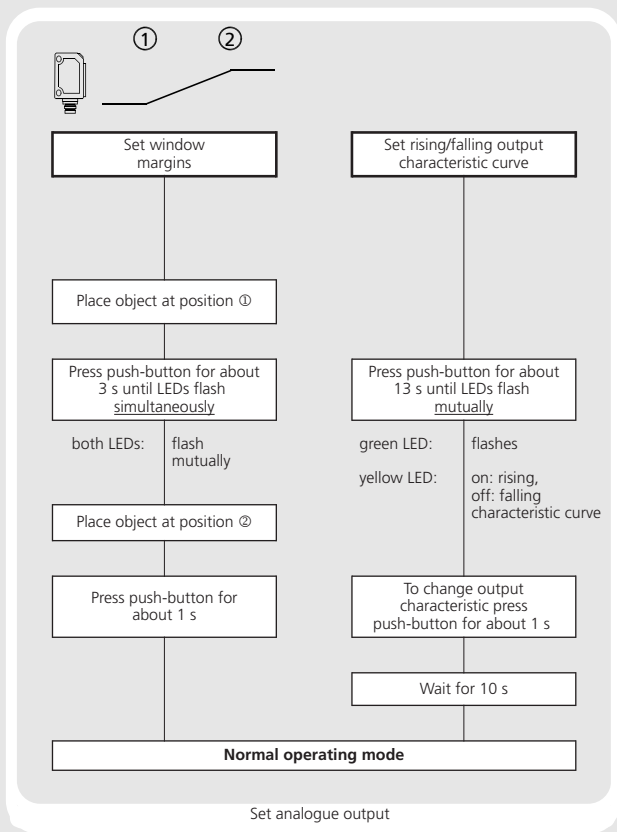 ① ②
Set window
margins
Place object at position ①
Press push-button for about
3 s until LEDs flash
simultaneously
both LEDs: flash
mutually
Place object at position ②
Press push-button for
about 1 s
Set rising/falling output
characteristic curve
Press push-button for about
13 s until LEDs flash
mutually
green LED: flashes
yellow LED: on: rising,
off: falling
characteristic curve
To change output
characteristic press
push-button for about 1 s
Wait for 10 s
Normal operating mode
Set analogue output